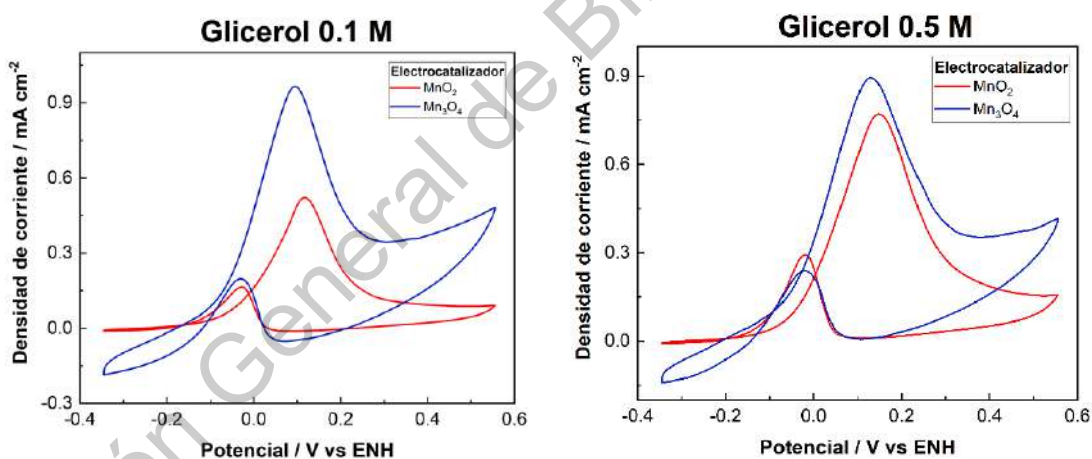 Glicerol 0.1 M
Densidad de corriente / mA cm⁻²
0.9
0.6
0.3
0.0
-0.3
-0.4
-0.2
0.0
0.2
0.4
0.6
Potencial / V vs ENH
Electrocatalizador
MnO₂
Mn₃O₄
Glicerol 0.5 M
Densidad de corriente / mA cm⁻²
0.9
0.6
0.3
0.0
-0.4
-0.2
0.0
0.2
0.4
0.6
Potencial / V vs ENH
Electrocatalizador
MnO₂
Mn₃O₄
General de